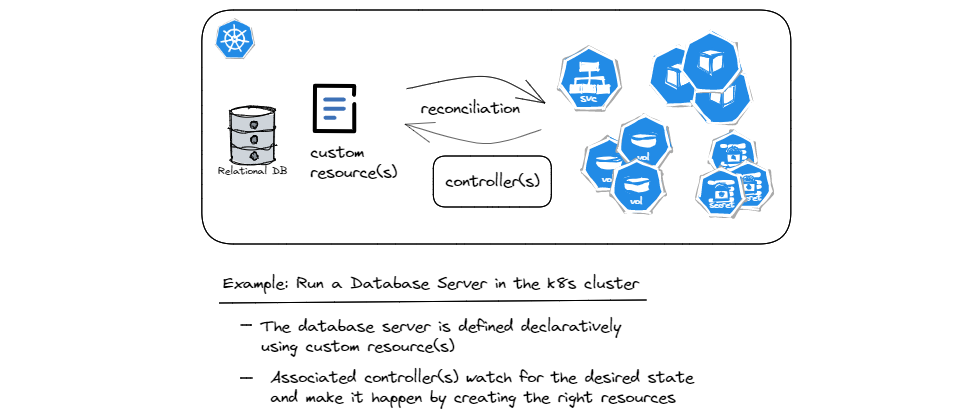 svc
reconciliation
Relational DB
custom
resource(s)
controller(s)
vol
vol
vol
secret
Example: Run a Database Server in the k8s cluster
– The database server is defined declaratively
using custom resource(s)
– Associated controller(s) watch for the desired state
and make it happen by creating the right resources